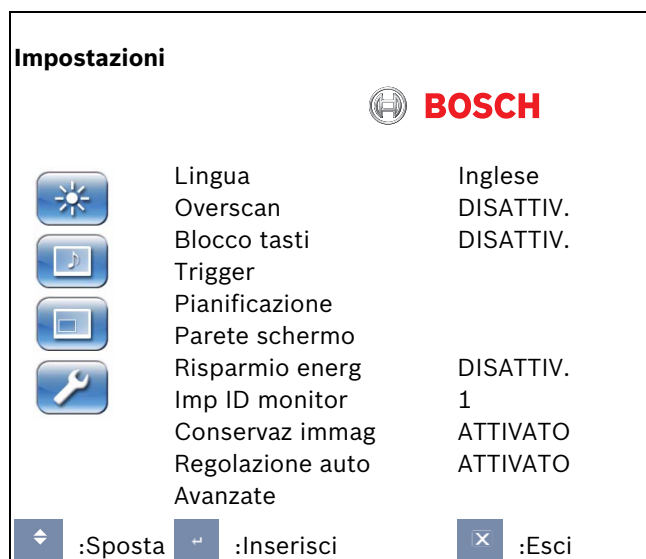 Impostazioni
BOSCH
Lingua Inglese
Overscan DISATTIV.
Blocco tasti DISATTIV.
Trigger
Pianificazione
Parete schermo
Risparmio energ DISATTIV.
Imp ID monitor 1
Conservaz immag ATTIVATO
Regolazione auto ATTIVATO
Avanzate
:Sposta :Inserisci :Esci